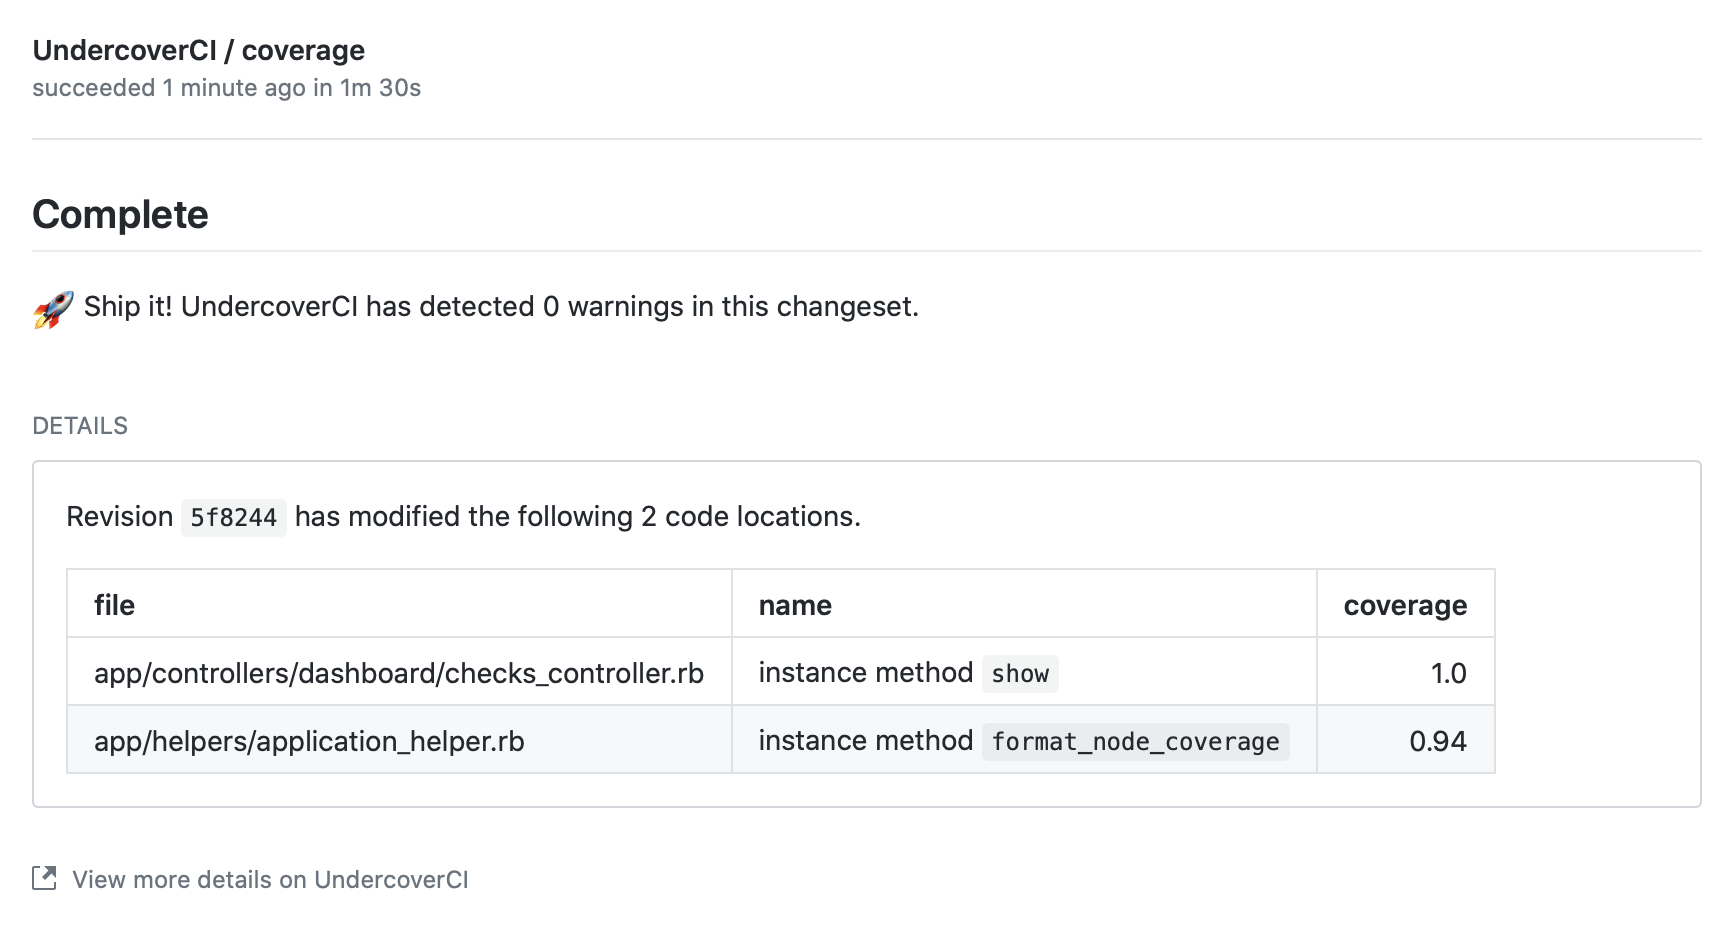 UndercoverCI / coverage
succeeded 1 minute ago in 1m 30s
Complete
🚀 Ship it! UndercoverCI has detected 0 warnings in this changeset.
DETAILS
Revision 5f8244 has modified the following 2 code locations.
file name coverage
app/controllers/dashboard/checks_controller.rb instance method show 1.0
app/helpers/application_helper.rb instance method format_node_coverage 0.94
View more details on UndercoverCI